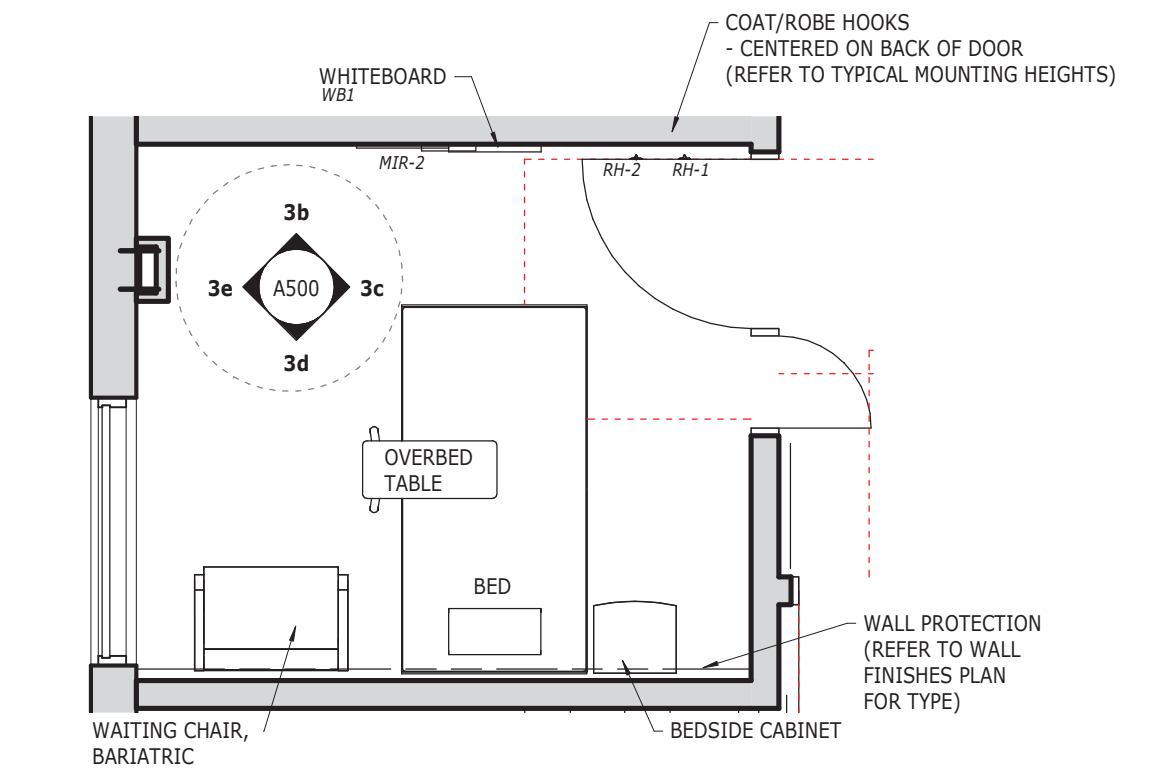 COAT/ROBE HOOKS
- CENTERED ON BACK OF DOOR
(REFER TO TYPICAL MOUNTING HEIGHTS)
WHITEBOARD
WB1
MIR-2
RH-2
RH-1
3b
3e
A500
3c
3d
OVERBED
TABLE
BED
WALL PROTECTION
(REFER TO WALL
FINISHES PLAN
FOR TYPE)
WAITING CHAIR,
BARIATRIC
BEDSIDE CABINET